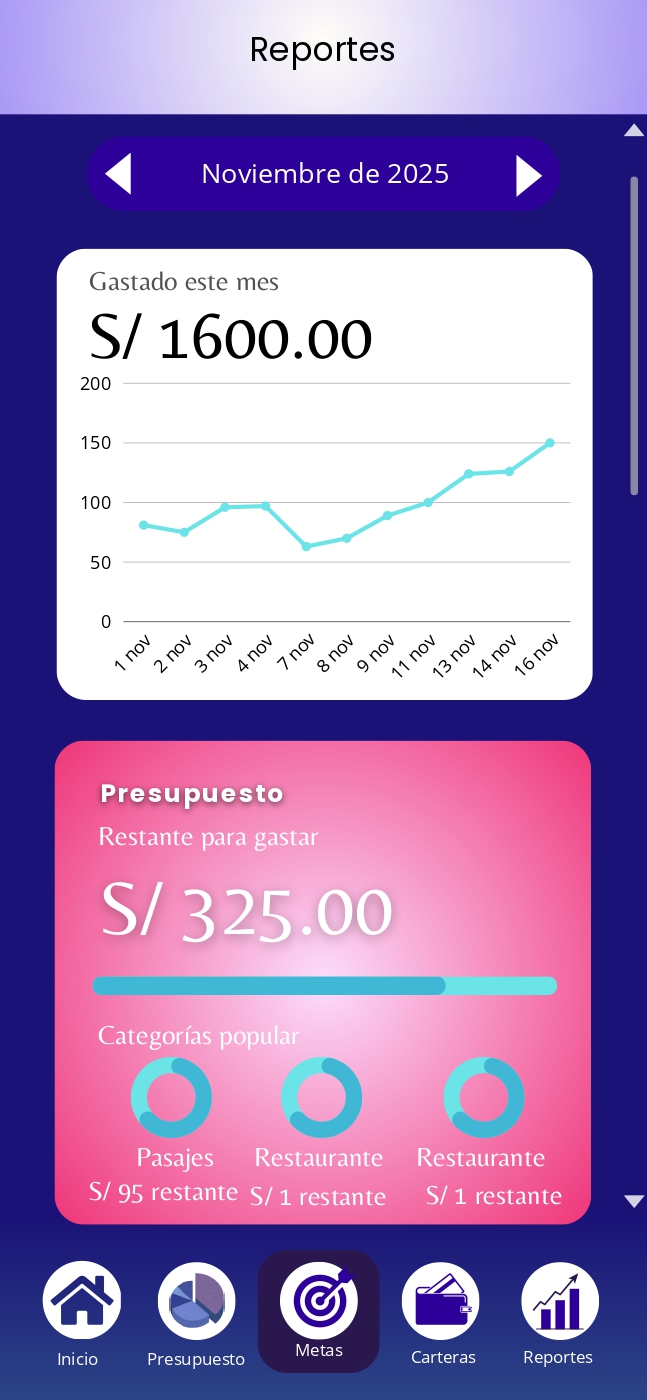 Reportes
Noviembre de 2025
Gastado este mes
S/ 1600.00
200
150
100
50
0
1 nov 2 nov 3 nov 4 nov 7 nov 8 nov 9 nov 11 nov 13 nov 14 nov 16 nov
Presupuesto
Restante para gastar
S/ 325.00
Categorías popular
Pasajes Restaurante Restaurante
S/ 95 restante S/ 1 restante S/ 1 restante
Inicio Presupuesto Metas Carteras Reportes